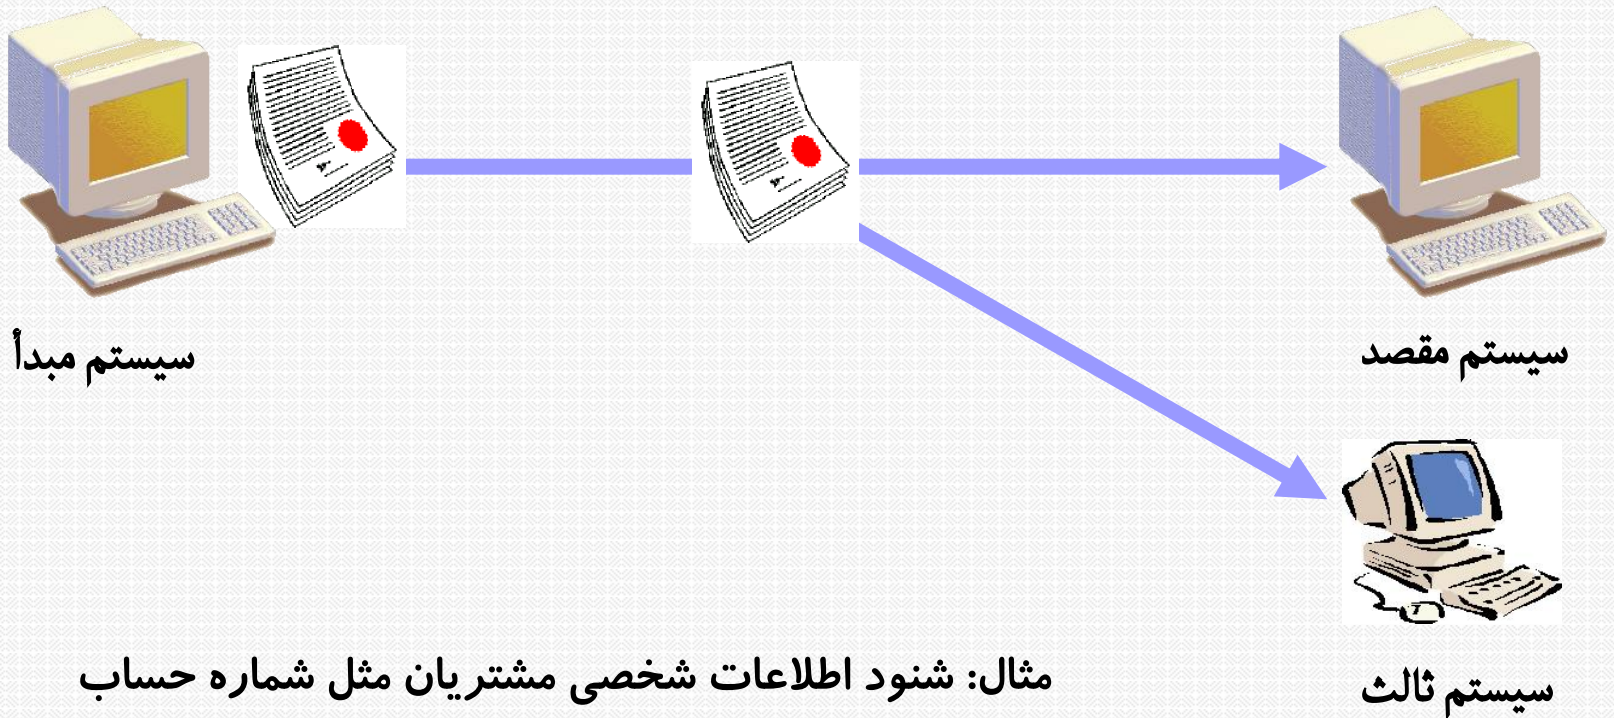 سیستم مبدأ
سیستم مقصد
سیستم ثالث
مثال: شنود اطلاعات شخصی مشتریان مثل شماره حساب